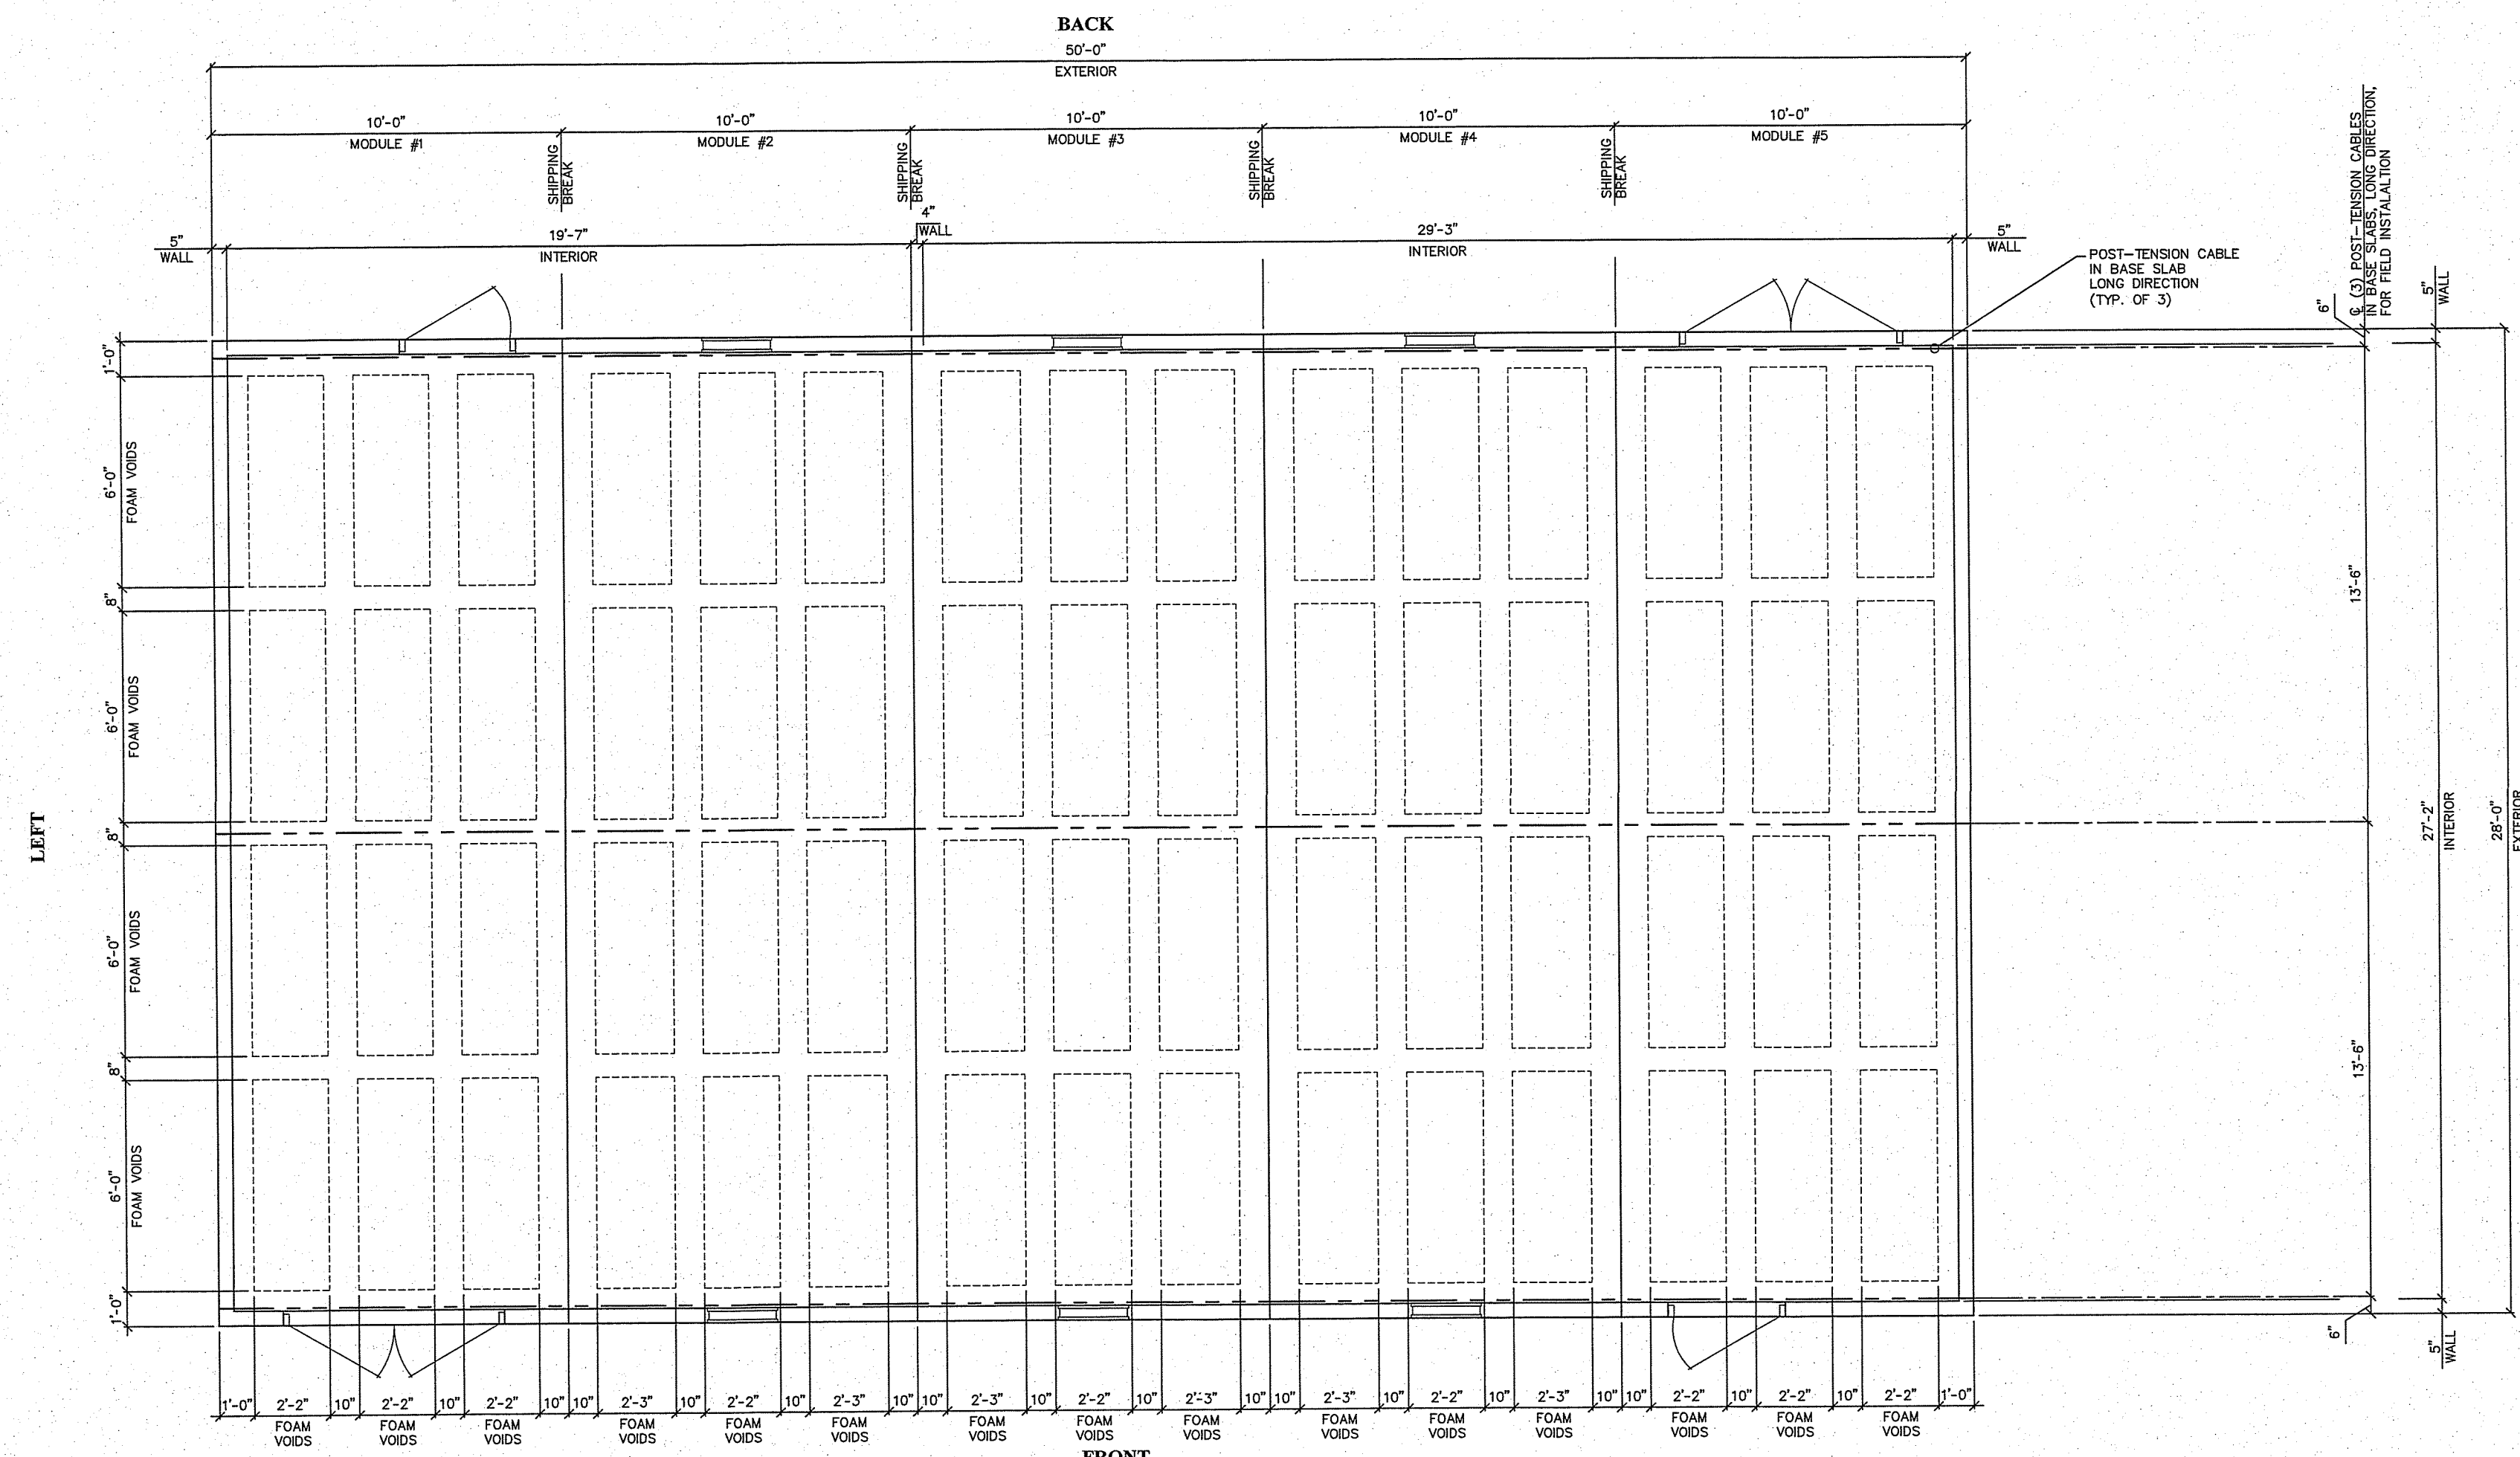 BACK
50'-0"
EXTERIOR
10'-0"
MODULE #1
10'-0"
MODULE #2
10'-0"
MODULE #3
10'-0"
MODULE #4
10'-0"
MODULE #5
SHIPPING
BREAK
SHIPPING
BREAK
SHIPPING
BREAK
SHIPPING
BREAK
5"
WALL
19'-7"
INTERIOR
4"
WALL
29'-3"
INTERIOR
5"
WALL
POST-TENSION CABLE
IN BASE SLAB
LONG DIRECTION
(TYP. OF 3)
6"
℄ (3) POST-TENSION CABLES
IN BASE SLABS, LONG DIRECTION,
FOR FIELD INSTALALTION
5"
WALL
1'-0"
6'-0"
FOAM VOIDS
8"
6'-0"
FOAM VOIDS
8"
6'-0"
FOAM VOIDS
8"
6'-0"
FOAM VOIDS
1'-0"
LEFT
13'-6"
13'-6"
27'-2"
INTERIOR
28'-0"
EXTERIOR
6"
5"
WALL
1'-0" 2'-2" 10" 2'-2" 10" 2'-2" 10" 10" 2'-3" 10" 2'-2" 10" 2'-3" 10" 10" 2'-3" 10" 2'-2" 10" 2'-3" 10" 10" 2'-3" 10" 2'-2" 10" 2'-3" 10" 10" 2'-2" 10" 2'-2" 10" 2'-2" 1'-0"
FOAM FOAM FOAM FOAM FOAM FOAM FOAM FOAM FOAM FOAM FOAM FOAM FOAM FOAM FOAM
VOIDS VOIDS VOIDS VOIDS VOIDS VOIDS VOIDS VOIDS VOIDS VOIDS VOIDS VOIDS VOIDS VOIDS VOIDS
FRONT